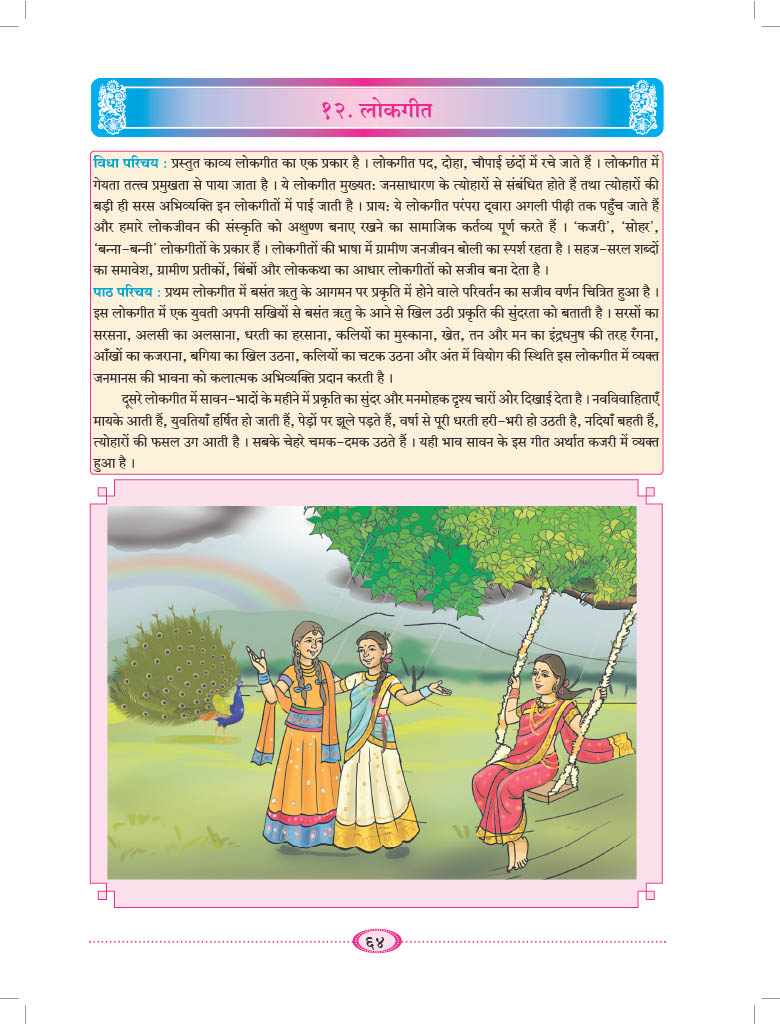 १२. लोकगीत
विधा परिचय : प्रस्तुत काव्य लोकगीत का एक प्रकार है । लोकगीत पद, दोहा, चौपाई छंदों में रचे जाते हैं । लोकगीत में
गेयता तत्त्व प्रमुखता से पाया जाता है । ये लोकगीत मुख्यत: जनसाधारण के त्योहारों से संबंधित होते हैं तथा त्योहारों की
बड़ी ही सरस अभिव्यक्ति इन लोकगीतों में पाई जाती है । प्राय: ये लोकगीत परंपरा द्‍वारा अगली पीढ़ी तक पहुँच जाते हैं
और हमारे लोकजीवन की संस्कृति को अक्षुण्ण बनाए रखने का सामाजिक कर्तव्य पूर्ण करते हैं । ‘कजरी’, ‘सोहर’,
‘बन्ना-बन्नी’ लोकगीतों के प्रकार हैं । लोकगीतों की भाषा में ग्रामीण जनजीवन बोली का स्पर्श रहता है । सहज-सरल शब्दों
का समावेश, ग्रामीण प्रतीकों, बिंबों और लोककथा का आधार लोकगीतों को सजीव बना देता है ।
पाठ परिचय : प्रथम लोकगीत में बसंत ऋतु के आगमन पर प्रकृति में होने वाले परिवर्तन का सजीव वर्णन चित्रित हुआ है ।
इस लोकगीत में एक युवती अपनी सखियों से बसंत ऋतु के आने से खिल उठी प्रकृति की सुंदरता को बताती है । सरसों का
सरसना, अलसी का अलसाना, धरती का हरसाना, कलियों का मुस्काना, खेत, तन और मन का इंद्रधनुष की तरह रँगना,
आँखों का कजराना, बगिया का खिल उठना, कलियों का चटक उठना और अंत में वियोग की स्थिति इस लोकगीत में व्यक्त
जनमानस की भावना को कलात्मक अभिव्यक्ति प्रदान करती है ।
दूसरे लोकगीत में सावन-भादों के महीने में प्रकृति का सुंदर और मनमोहक दृश्य चारों ओर दिखाई देता है । नवविवाहिताएँ
मायके आती हैं, युवतियाँ हर्षित हो जाती हैं, पेड़ों पर झूले पड़ते हैं, वर्षा से पूरी धरती हरी-भरी हो उठती है, नदियाँ बहती हैं,
त्योहारों की फसल उग आती है । सबके चेहरे चमक-दमक उठते हैं । यही भाव सावन के इस गीत अर्थात कजरी में व्यक्त
हुआ है ।
६४